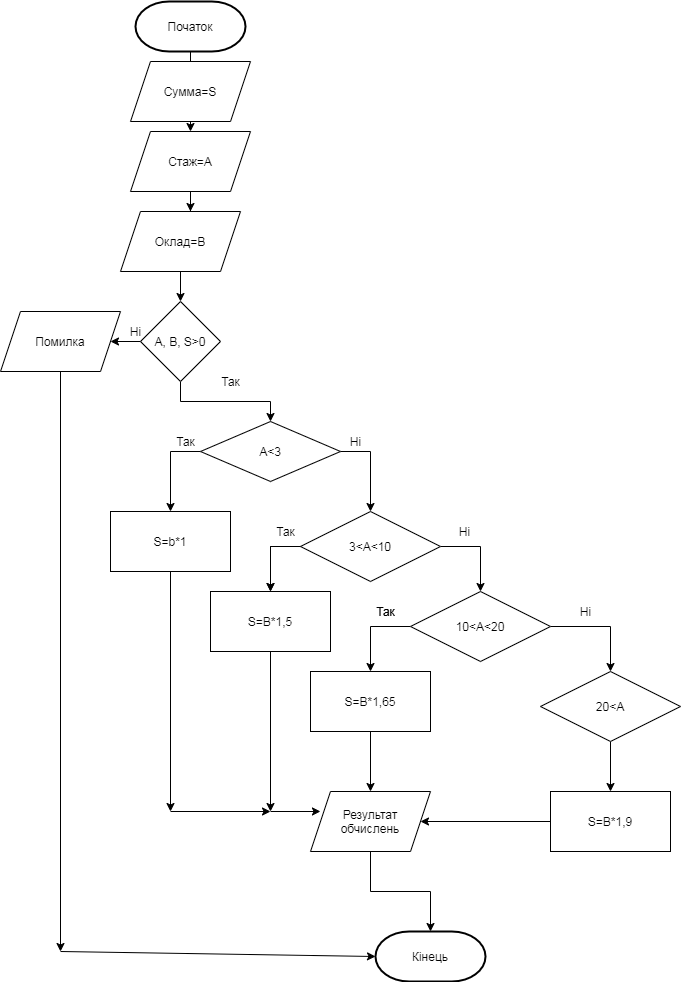 Початок
Сумма=S
Стаж=A
Оклад=B
A, B, S>0
Ні
Помилка
Так
A<3
Так
Ні
S=b*1
3<A<10
Так
Ні
S=B*1,5
10<A<20
Так
Ні
S=B*1,65
20<A
Результат
обчислень
S=B*1,9
Кінець